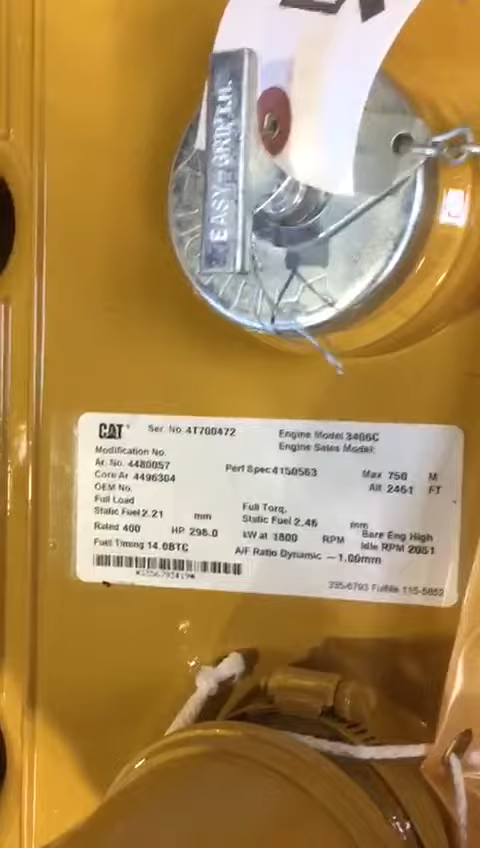 EASY-GRIP T.M.
CAT Ser. No. 4T700472 Engine Model 3406C
Engine Sales Model:
Modification No.
Ar. No. 4480057 Perf Spec 4150563 Max 750 M
Core Ar 4496304 Alt 2461 FT
OEM No.
Full Load Full Torq.
Static Fuel 2.21 mm Static Fuel 2.46 mm
Rated 400 HP 298.0 kW at 1800 RPM Bare Eng High
Idle RPM 2051
Fuel Timing 14.0BTC A/F Ratio Dynamic -1.00mm
335-6793 Fulfills 115-5852